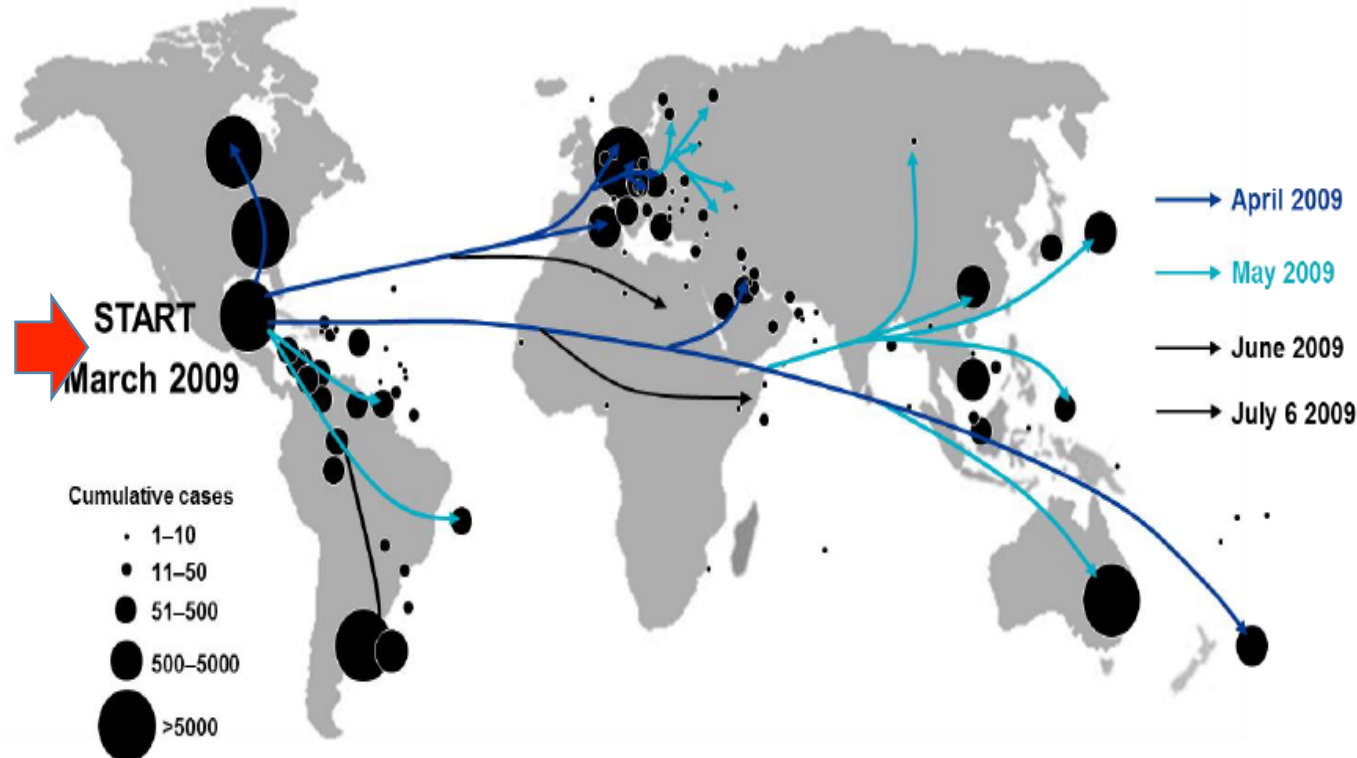 START
March 2009
April 2009
May 2009
June 2009
July 6 2009
Cumulative cases
1–10
11–50
51–500
500–5000
>5000